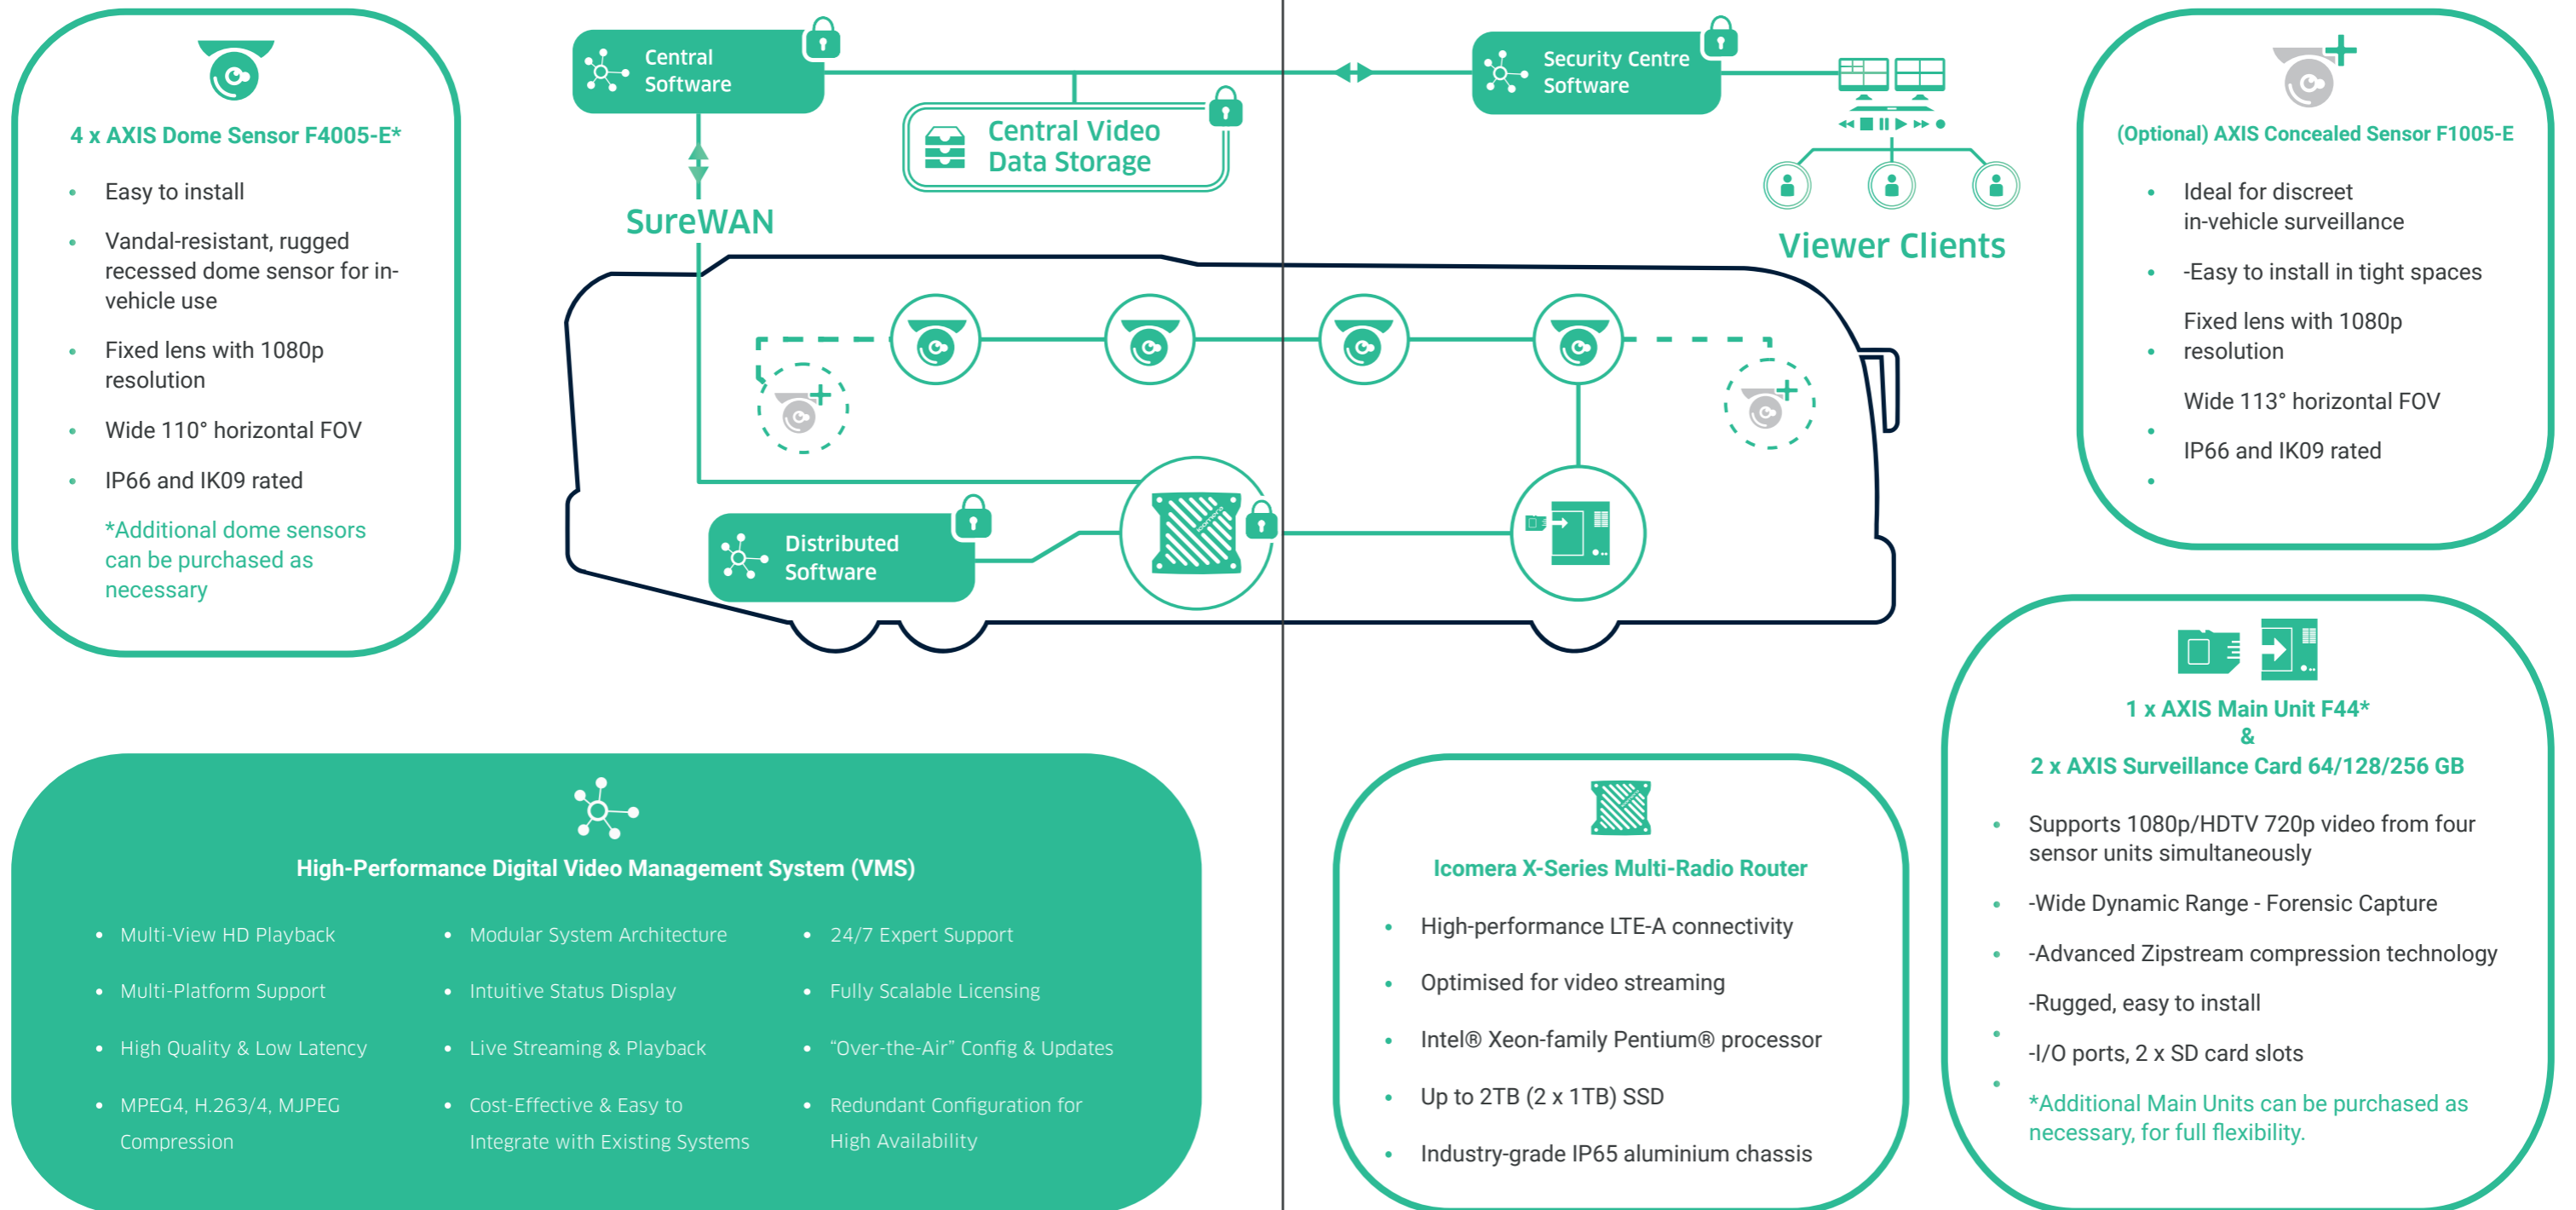 4 x AXIS Dome Sensor F4005-E*
• Easy to install
• Vandal-resistant, rugged
recessed dome sensor for in-
vehicle use
• Fixed lens with 1080p
resolution
• Wide 110° horizontal FOV
• IP66 and IK09 rated
*Additional dome sensors
can be purchased as
necessary
Central
Software
Central Video
Data Storage
Security Centre
Software
SureWAN
Viewer Clients
Distributed
Software
(Optional) AXIS Concealed Sensor F1005-E
• Ideal for discreet
in-vehicle surveillance
• -Easy to install in tight spaces
Fixed lens with 1080p
• resolution
Wide 113° horizontal FOV
•
IP66 and IK09 rated
•
High-Performance Digital Video Management System (VMS)
• Multi-View HD Playback
• Multi-Platform Support
• High Quality & Low Latency
• MPEG4, H.263/4, MJPEG
Compression
• Modular System Architecture
• Intuitive Status Display
• Live Streaming & Playback
• Cost-Effective & Easy to
Integrate with Existing Systems
• 24/7 Expert Support
• Fully Scalable Licensing
• “Over-the-Air” Config & Updates
• Redundant Configuration for
High Availability
Icomera X-Series Multi-Radio Router
• High-performance LTE-A connectivity
• Optimised for video streaming
• Intel® Xeon-family Pentium® processor
• Up to 2TB (2 x 1TB) SSD
• Industry-grade IP65 aluminium chassis
1 x AXIS Main Unit F44*
&
2 x AXIS Surveillance Card 64/128/256 GB
• Supports 1080p/HDTV 720p video from four
sensor units simultaneously
• -Wide Dynamic Range - Forensic Capture
• -Advanced Zipstream compression technology
-Rugged, easy to install
•
-I/O ports, 2 x SD card slots
•
*Additional Main Units can be purchased as
necessary, for full flexibility.